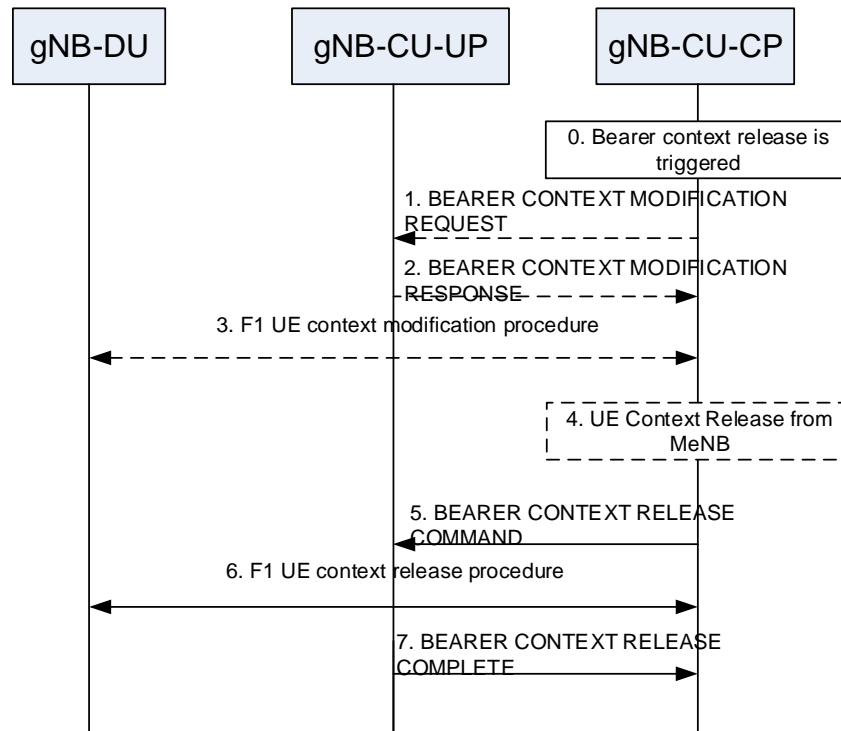 gNB-DU
gNB-CU-UP
gNB-CU-CP
0. Bearer context release is
triggered
1. BEARER CONTEXT MODIFICATION
REQUEST
2. BEARER CONTEXT MODIFICATION
RESPONSE
3. F1 UE context modification procedure
4. UE Context Release from
MeNB
5. BEARER CONTEXT RELEASE
COMMAND
6. F1 UE context release procedure
7. BEARER CONTEXT RELEASE
COMPLETE